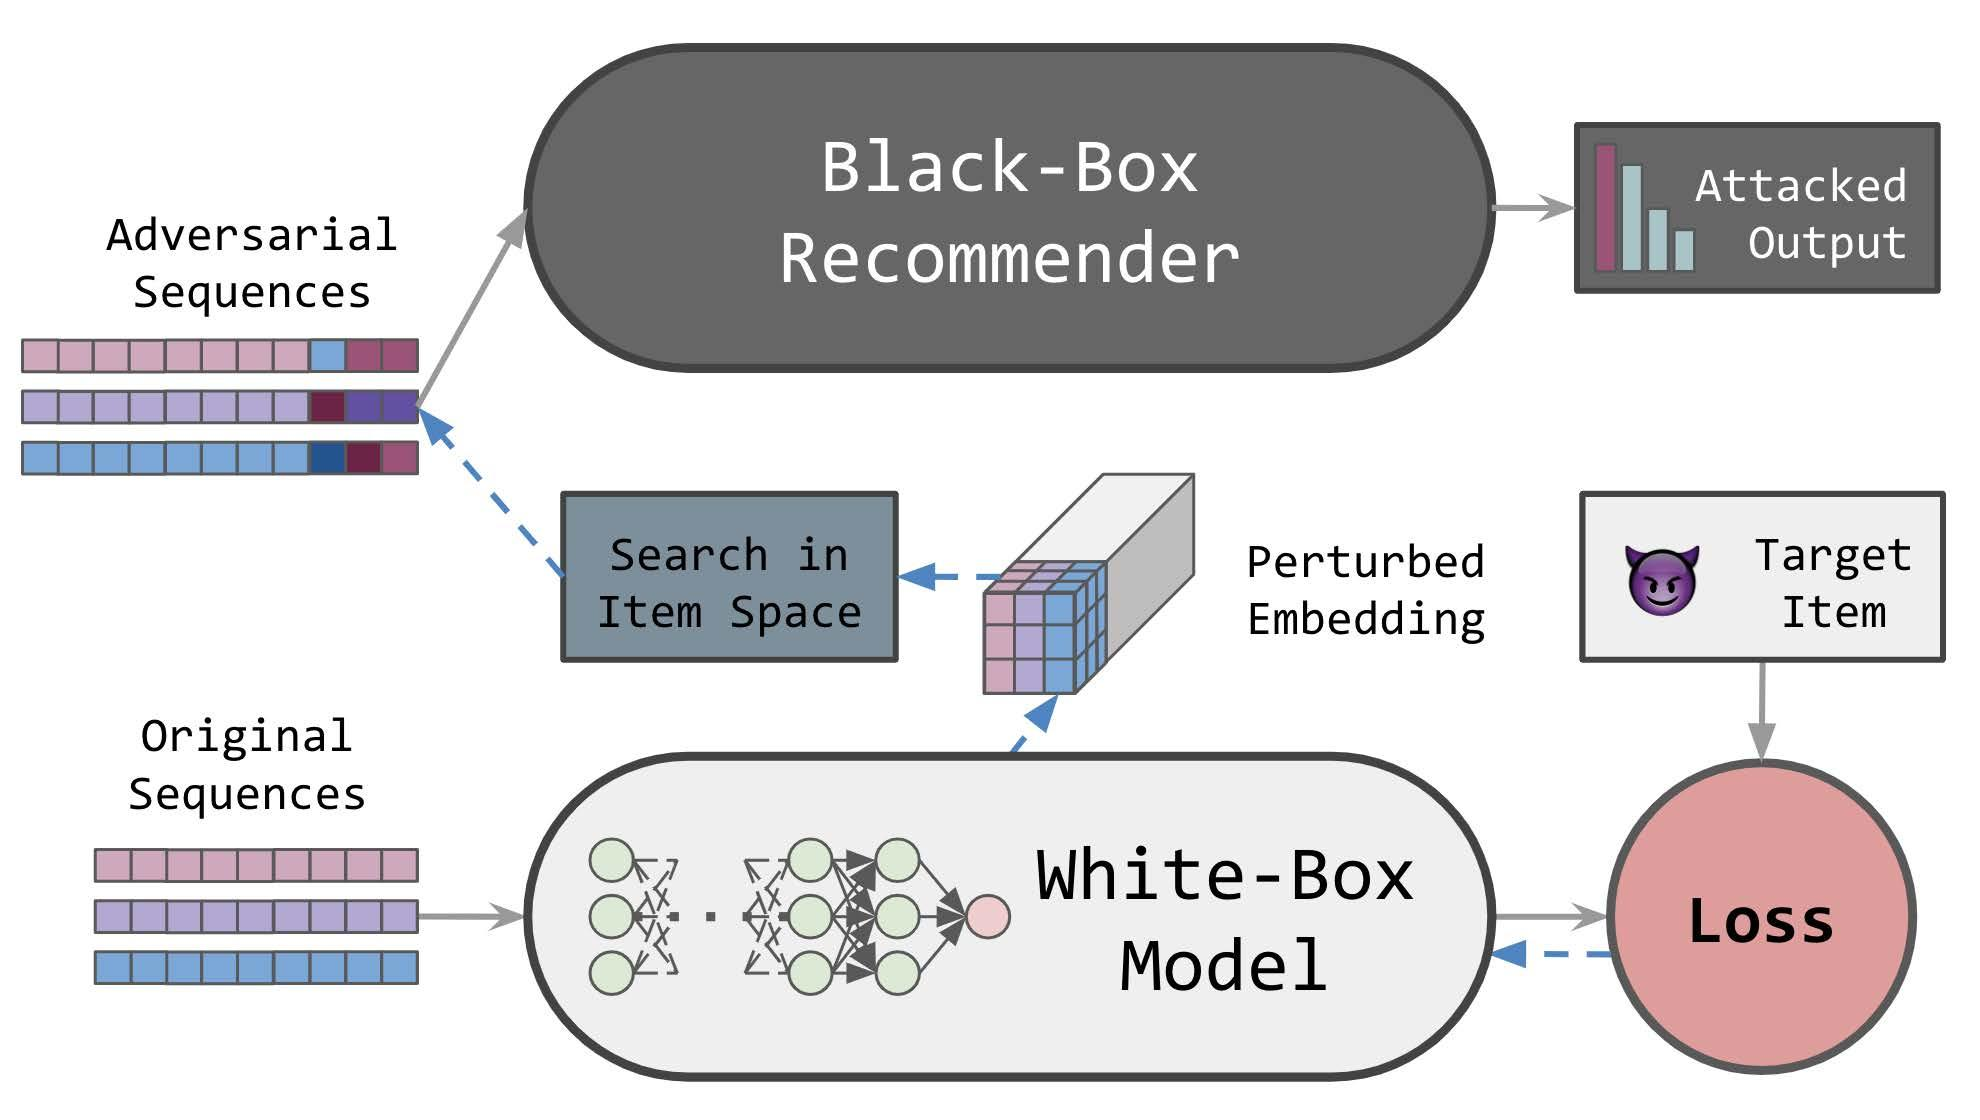 Black-Box
Recommender
Attacked
Output
Adversarial
Sequences
Search in
Item Space
Perturbed
Embedding
Target
Item
Original
Sequences
White-Box
Model
Loss